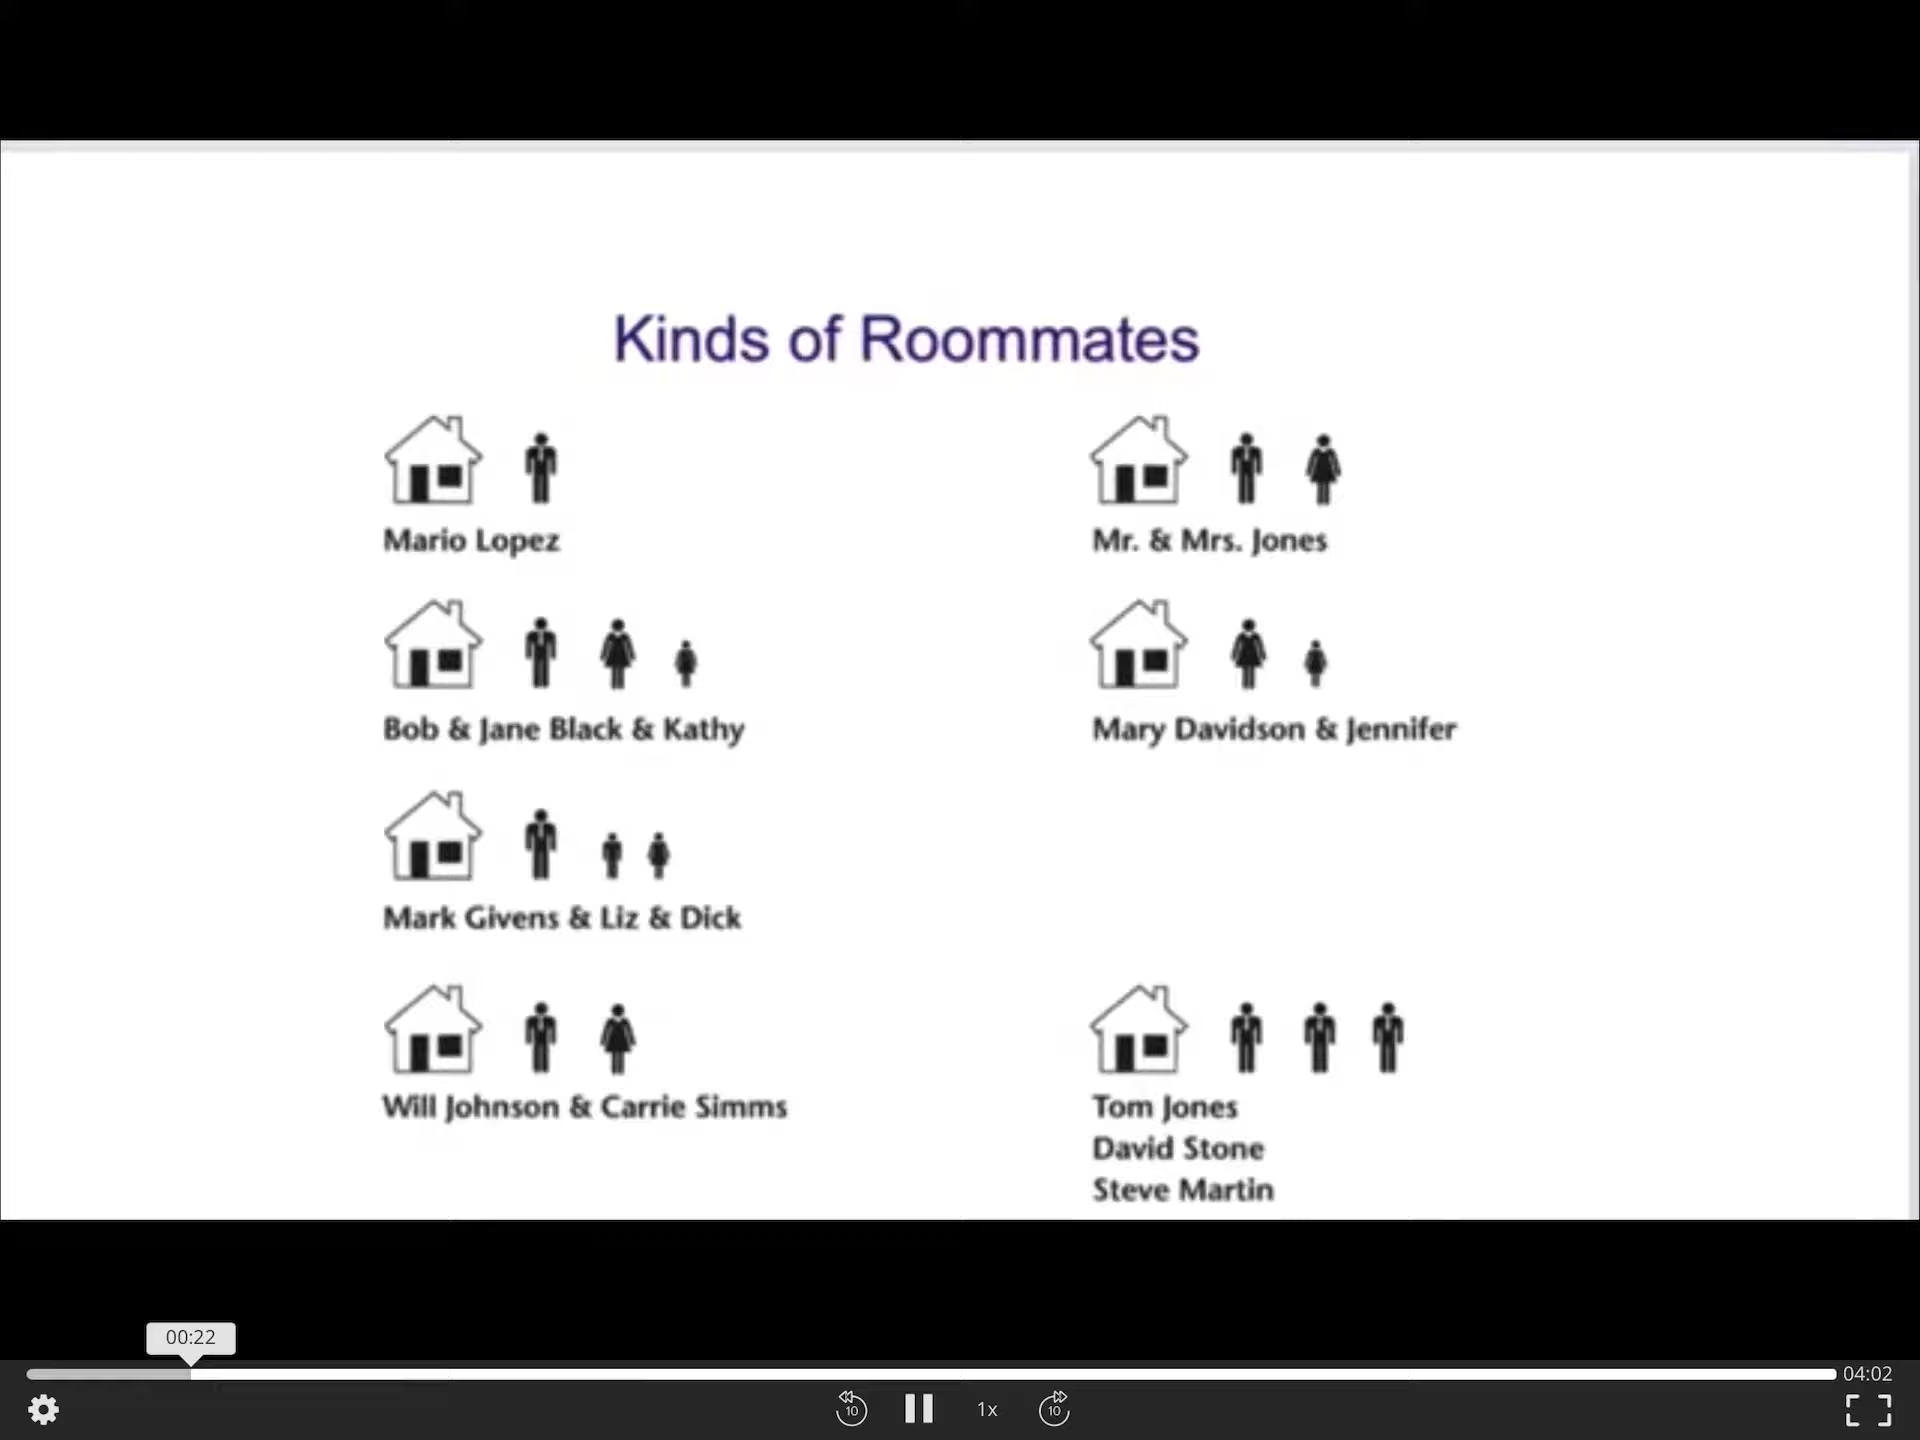 Kinds of Roommates
Mario Lopez
Mr. & Mrs. Jones
Bob & Jane Black & Kathy
Mary Davidson & Jennifer
Mark Givens & Liz & Dick
Will Johnson & Carrie Simms
Tom Jones
David Stone
Steve Martin
00:22
04:02
10
1x
10